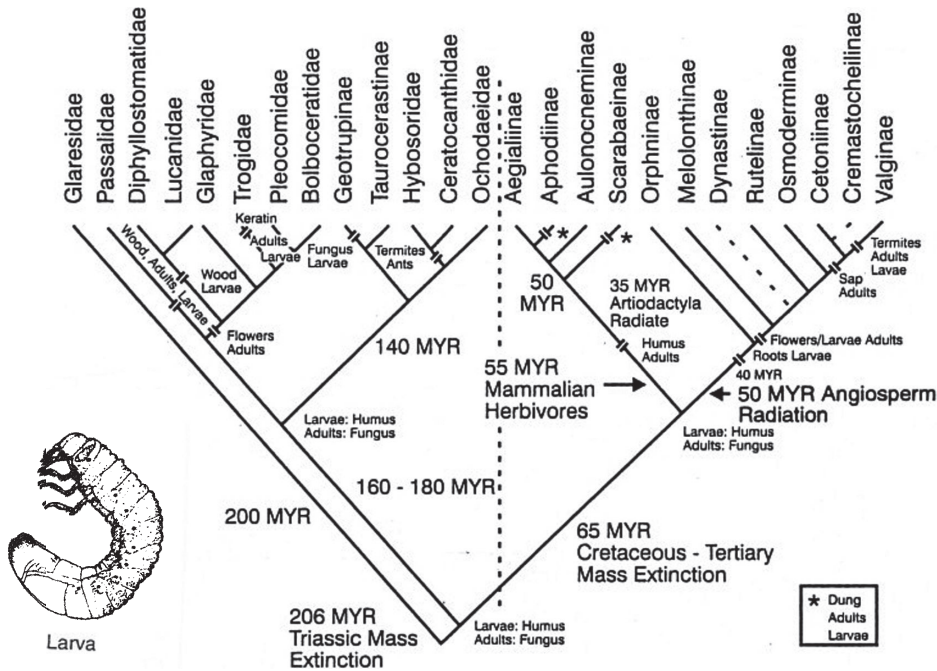 Glaresidae
Passalidae
Diphyllostomatidae
Lucanidae
Glaphyridae
Trogidae
Pleocomidae
Bolboceratidae
Geotrupinae
Taurocerastinae
Hybosoridae
Ceratocanthidae
Ochodaeidae
Aegialiinae
Aphodiinae
Aulonocneminae
Scarabaeinae
Orphninae
Melolonthinae
Dynastinae
Rutelinae
Osmoderminae
Cetoniinae
Cremastocheilinae
Valginae
Keratin
Adults
Larvae
Wood, Adults, Larvae
Wood
Larvae
Fungus
Larvae
Flowers
Adults
Termites
Ants
*
*
50
MYR
35 MYR
Artiodactyla
Radiate
Termites
Adults
Lavae
Sap
Adults
Humus
Adults
Flowers/Larvae Adults
Roots Larvae
40 MYR
140 MYR
55 MYR
Mammalian
Herbivores
50 MYR Angiosperm
Radiation
Larvae: Humus
Adults: Fungus
Larvae: Humus
Adults: Fungus
160 - 180 MYR
200 MYR
65 MYR
Cretaceous - Tertiary
Mass Extinction
206 MYR
Triassic Mass
Extinction
Larvae: Humus
Adults: Fungus
* Dung
Adults
Larvae
Larva